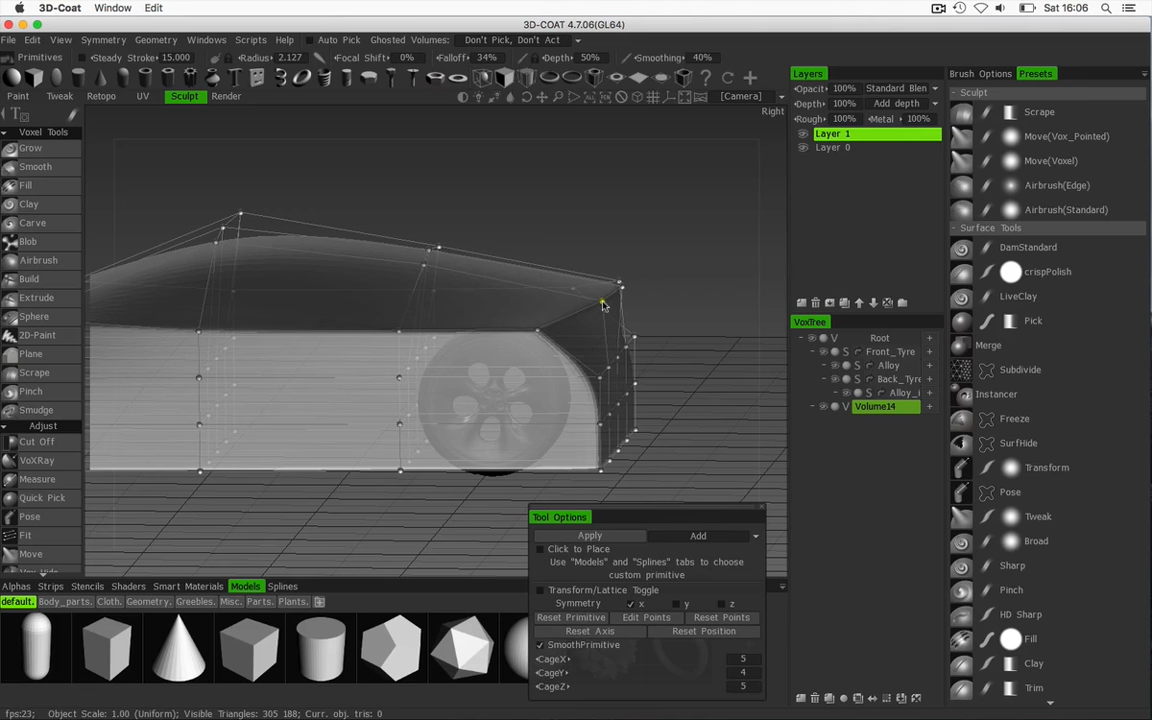 3D-Coat Window Edit Sat 16:06
3D-COAT 4.7.06(GL64)
File Edit View Symmetry Geometry Windows Scripts Help Auto Pick Ghosted Volumes: Don't Pick, Don't Act
Primitives Steady Stroke: 15.000 Radius: 2.127 Focal Shift: 0% Falloff: 34% Depth: 50% Smoothing: 40%
Paint Tweak Retopo UV Sculpt Render [Camera]
Right
Voxel Tools
Grow
Smooth
Fill
Clay
Carve
Blob
Airbrush
Build
Extrude
Sphere
2D-Paint
Plane
Scrape
Pinch
Smudge
Adjust
Cut Off
VoXRay
Measure
Quick Pick
Pose
Fit
Move
Layers
Opacit 100% Standard Blen
Depth 100% Add depth
Rough 100% Metal 100%
Layer 1
Layer 0
VoxTree
V Root
S Front_Tyre
S Alloy
S Back_Tyre
S Alloy_
V Volume14
Brush Options Presets
Sculpt
Scrape
Move(Vox_Pointed)
Move(Voxel)
Airbrush(Edge)
Airbrush(Standard)
Surface Tools
DamStandard
crispPolish
LiveClay
Pick
Merge
Subdivide
Instancer
Freeze
SurfHide
Transform
Pose
Tweak
Broad
Sharp
Pinch
HD Sharp
Fill
Clay
Trim
Tool Options
Apply Add
Click to Place
Use "Models" and "Splines" tabs to choose
custom primitive
Transform/Lattice Toggle
Symmetry x y z
Reset Primitive Edit Points Reset Points
Reset Axis Reset Position
SmoothPrimitive
CageX 5
CageY 4
CageZ 5
Alphas Strips Stencils Shaders Smart Materials Models Splines
default. Body_parts. Cloth. Geometry. Greebles. Misc. Parts. Plants.
fps:23; Object Scale: 1.00 (Uniform); Visible Triangles: 305 188; Curr. obj. tris: 0